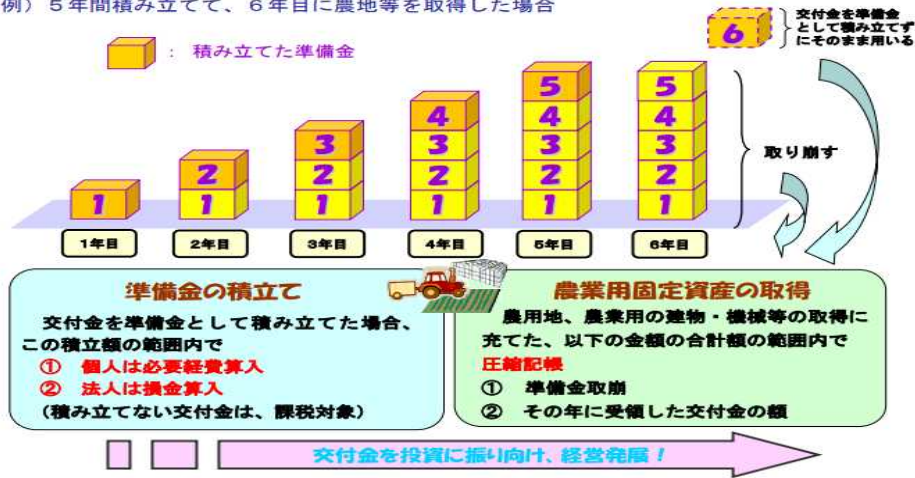 例）５年間積み立てて、６年目に農地等を取得した場合
： 積み立てた準備金
6
交付金を準備金
として積み立てず
にそのまま用いる
5 5
4 4 4
3 3 3 3
2 2 2 2 2
1 1 1 1 1 1
取り崩す
1年目 2年目 3年目 4年目 5年目 6年目
準備金の積立て
交付金を準備金として積み立てた場合、
この積立額の範囲内で
① 個人は必要経費算入
② 法人は損金算入
（積み立てない交付金は、課税対象）
農業用固定資産の取得
農用地、農業用の建物・機械等の取得に
充てた、以下の金額の合計額の範囲内で
圧縮記帳
① 準備金取崩
② その年に受領した交付金の額
交付金を投資に振り向け、経営発展！